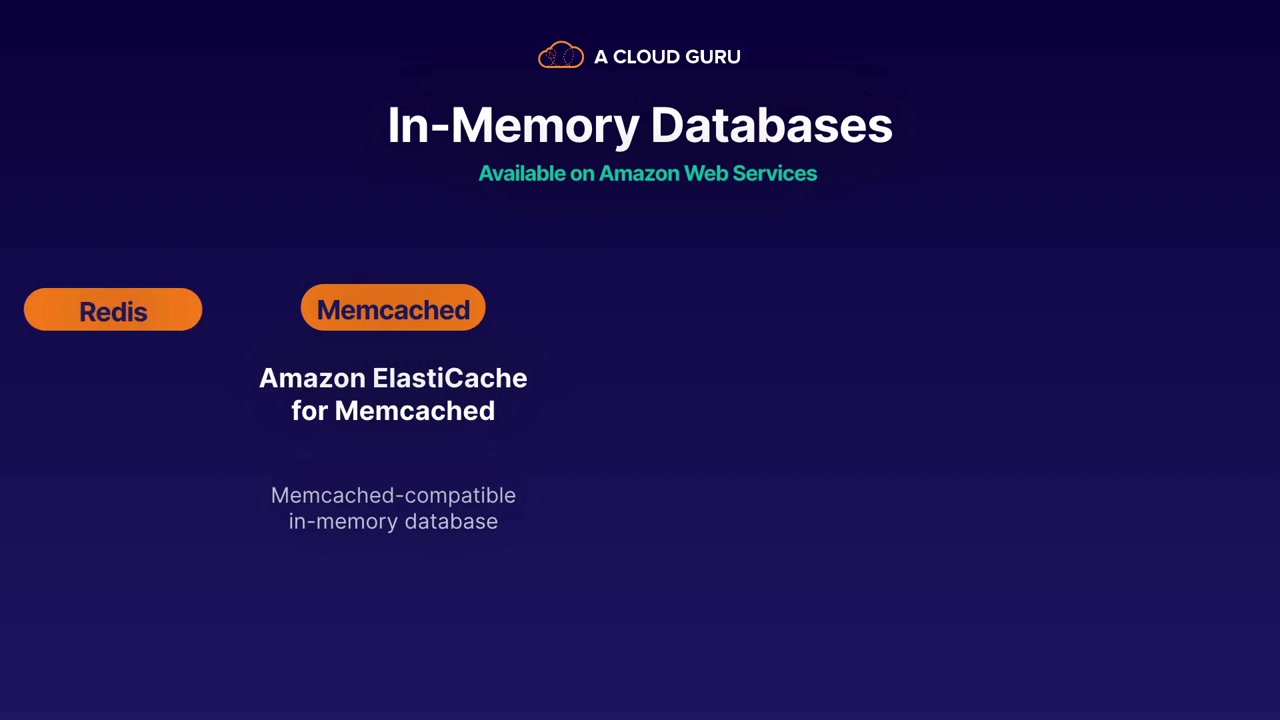 A CLOUD GURU
In-Memory Databases
Available on Amazon Web Services
Redis
Memcached
Amazon ElastiCache
for Memcached
Memcached-compatible
in-memory database